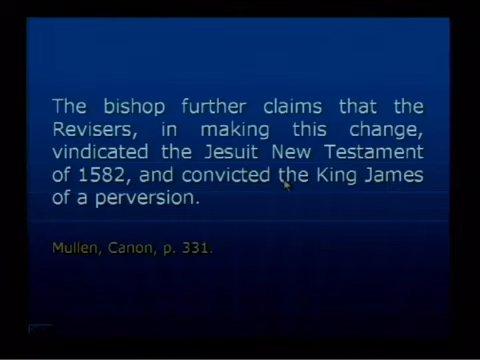 The bishop further claims that the
Revisers, in making this change,
vindicated the Jesuit New Testament
of 1582, and convicted the King James
of a perversion.
Mullen, Canon, p. 331.